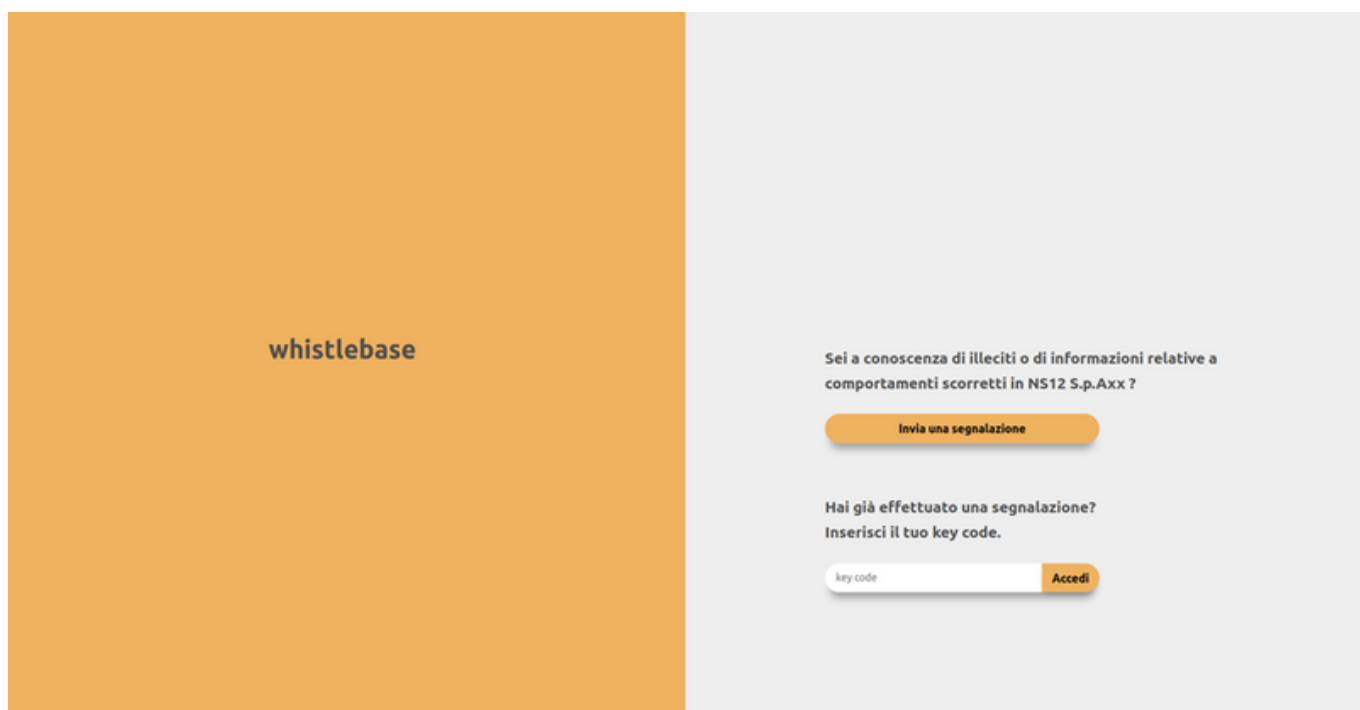 whistlebase
Sei a conoscenza di illeciti o di informazioni relative a
comportamenti scorretti in NS12 S.p.Axx ?
Invia una segnalazione
Hai già effettuato una segnalazione?
Inserisci il tuo key code.
key code
Accedi